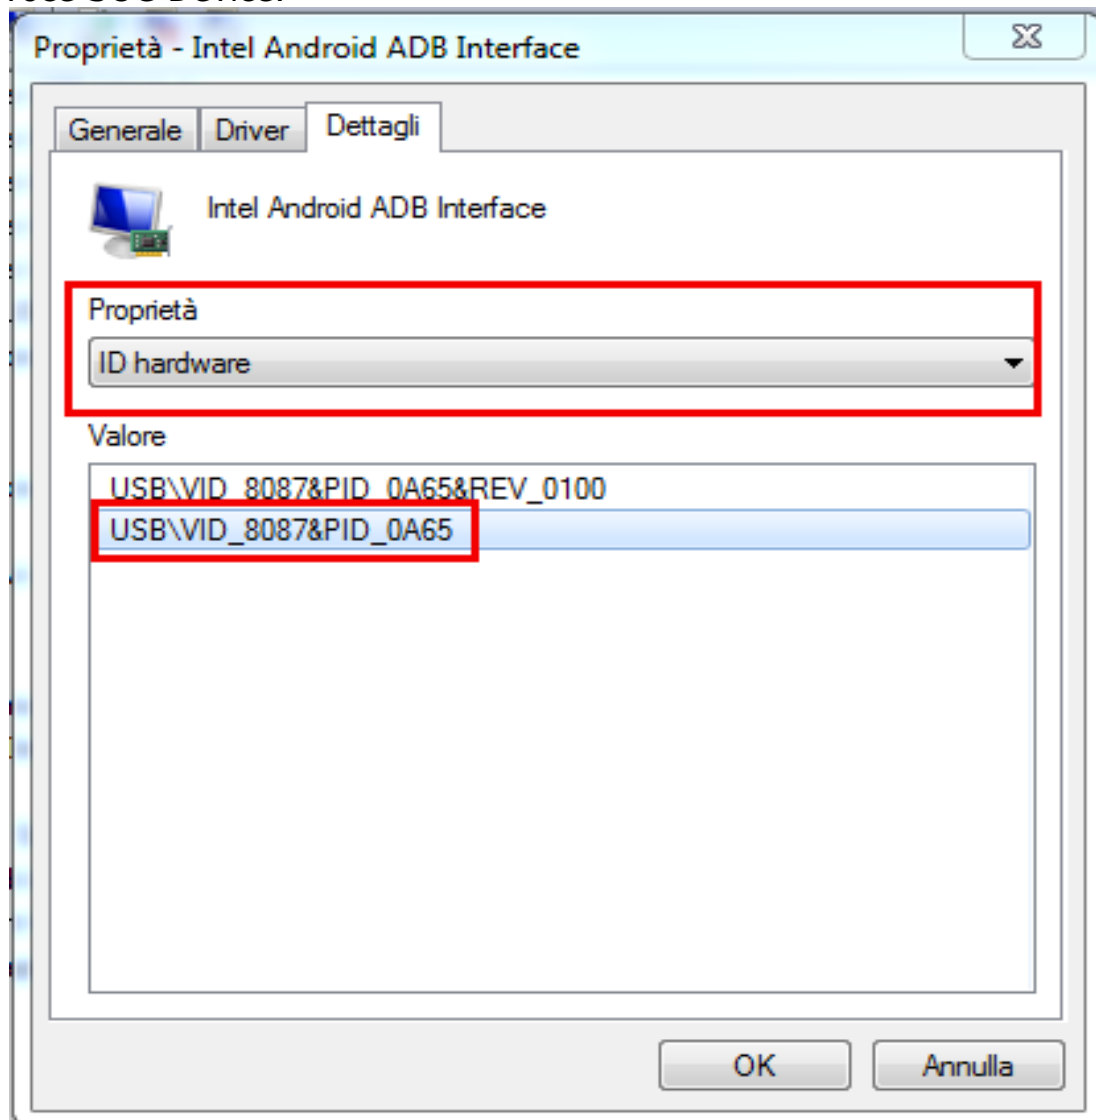 Proprietà - Intel Android ADB Interface
Generale Driver Dettagli
Intel Android ADB Interface
Proprietà
ID hardware
Valore
USB\VID_8087&PID_0A65&REV_0100
USB\VID_8087&PID_0A65
OK Annulla